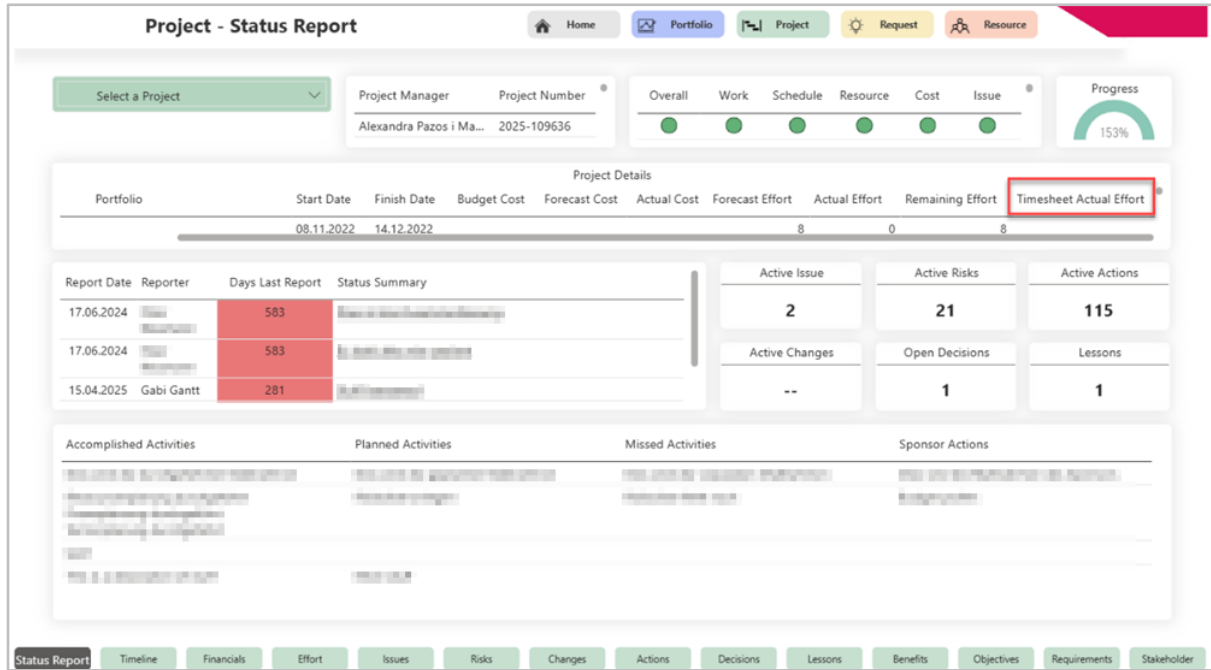 Project - Status Report
Home
Portfolio
Project
Request
Resource
Select a Project
Project Manager Project Number
Alexandra Pazos i Ma... 2025-109636
Overall Work Schedule Resource Cost Issue
Progress
153%
Project Details
Portfolio Start Date Finish Date Budget Cost Forecast Cost Actual Cost Forecast Effort Actual Effort Remaining Effort Timesheet Actual Effort
08.11.2022 14.12.2022 8 0 8
Report Date Reporter Days Last Report Status Summary
17.06.2024 583
17.06.2024 583
15.04.2025 Gabi Gantt 281
Active Issue
2
Active Risks
21
Active Actions
115
Active Changes
--
Open Decisions
1
Lessons
1
Accomplished Activities Planned Activities Missed Activities Sponsor Actions
Status Report Timeline Financials Effort Issues Risks Changes Actions Decisions Lessons Benefits Objectives Requirements Stakeholder